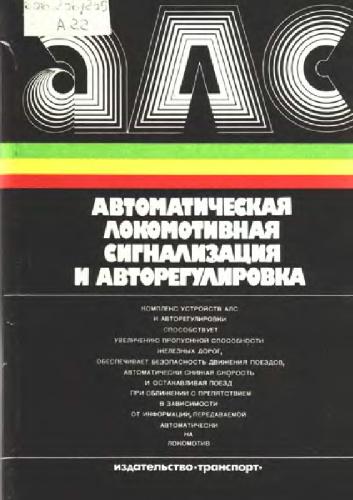 А 22
алс
АВТОМАТИЧЕСКАЯ
ЛОКОМОТИВНАЯ
СИГНАЛИЗАЦИЯ
И АВТОРЕГУЛИРОВКА
КОМПЛЕКС УСТРОЙСТВ АЛС
И АВТОРЕГУЛИРОВКИ
СПОСОБСТВУЕТ
УВЕЛИЧЕНИЮ ПРОПУСКНОЙ СПОСОБНОСТИ
ЖЕЛЕЗНЫХ ДОРОГ,
ОБЕСПЕЧИВАЕТ БЕЗОПАСНОСТЬ ДВИЖЕНИЯ ПОЕЗДОВ,
АВТОМАТИЧЕСКИ СНИЖАЯ СКОРОСТЬ
И ОСТАНАВЛИВАЯ ПОЕЗД
ПРИ СБЛИЖЕНИИ С ПРЕПЯТСТВИЕМ
В ЗАВИСИМОСТИ
ОТ ИНФОРМАЦИИ, ПЕРЕДАВАЕМОЙ
АВТОМАТИЧЕСКИ
НА
ЛОКОМОТИВ
ИЗДАТЕЛЬСТВО•ТРАНСПОРТ•